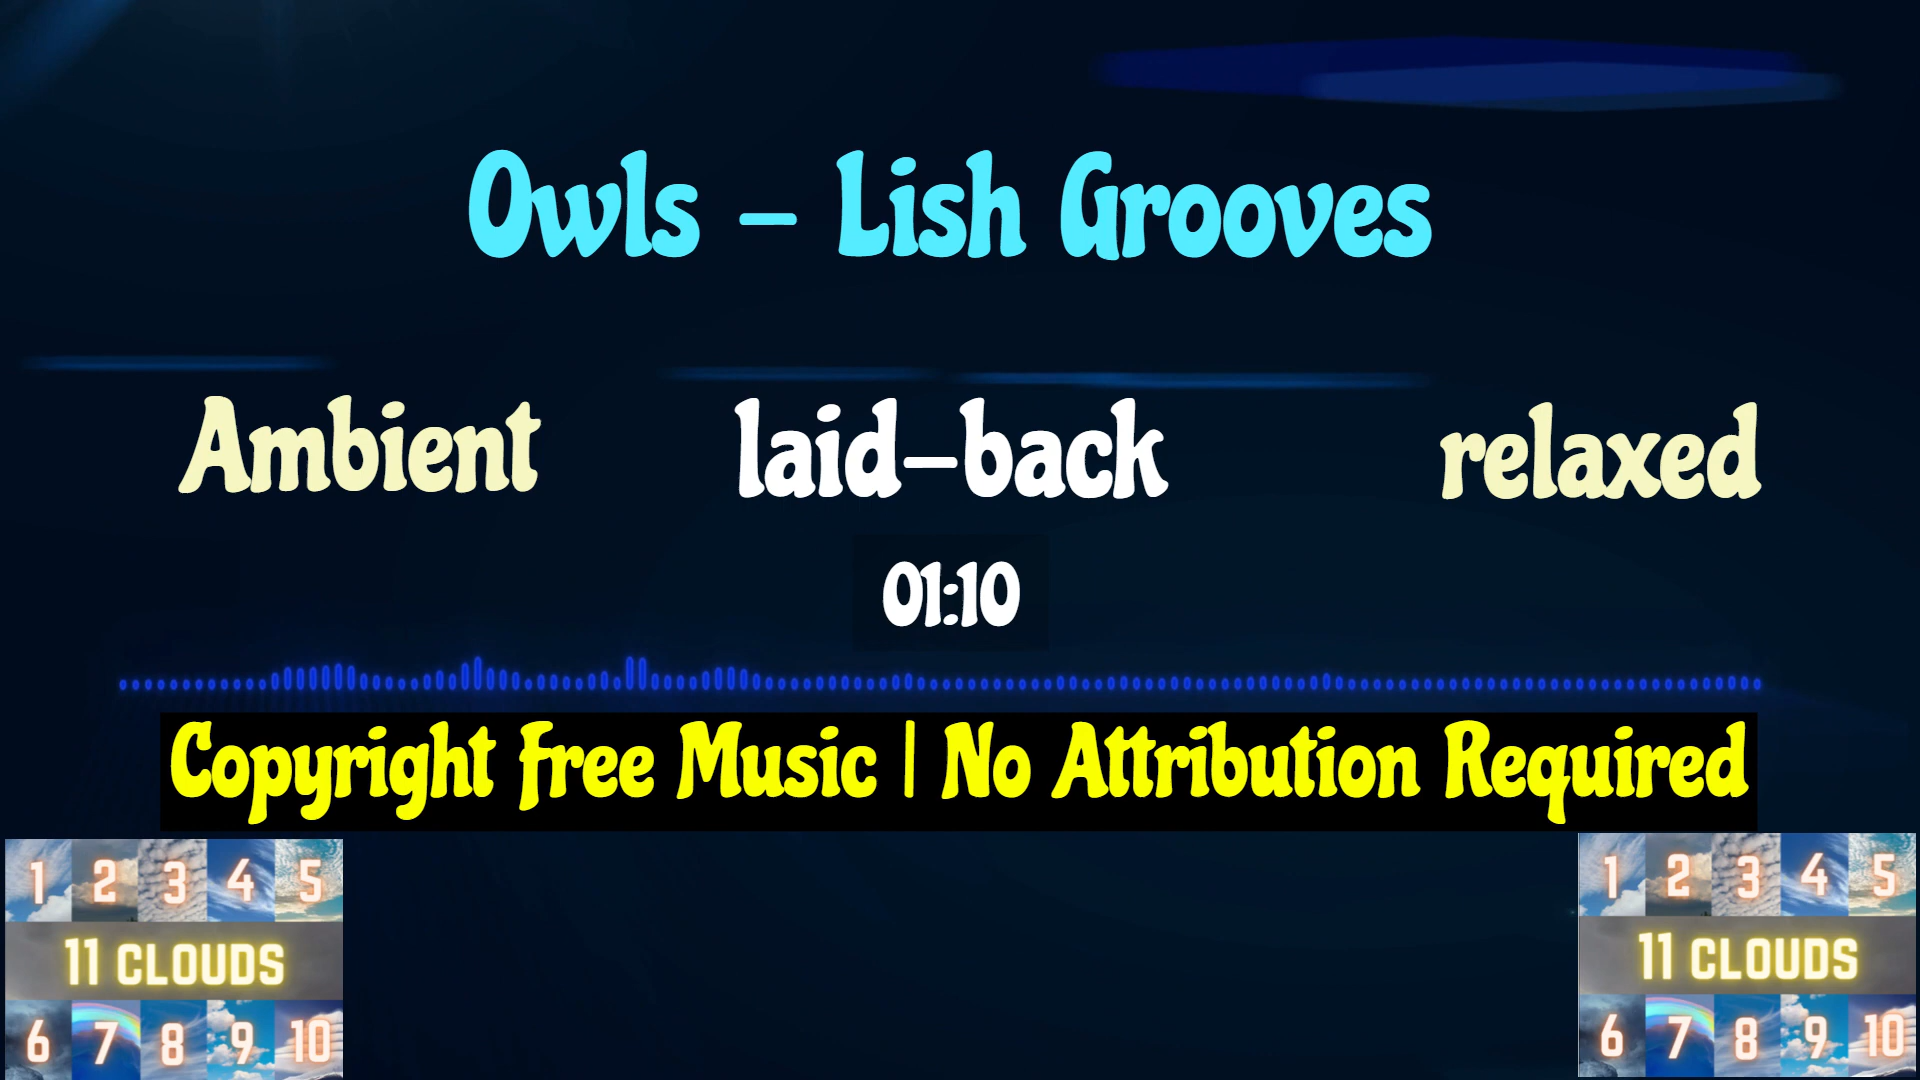 Owls - Lish Grooves
Ambient laid-back relaxed
01:10
Copyright Free Music | No Attribution Required
1 2 3 4 5
11 CLOUDS
6 7 8 9 10
1 2 3 4 5
11 CLOUDS
6 7 8 9 10